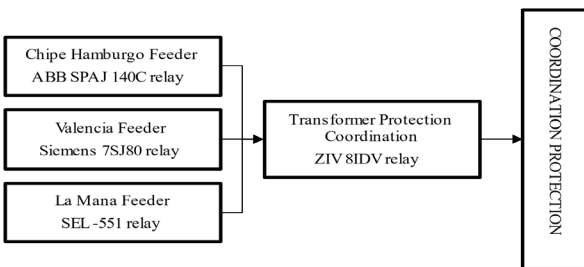 Chipe Hamburgo Feeder
ABB SPAJ 140C relay
Valencia Feeder
Siemens 7SJ80 relay
La Mana Feeder
SEL -551 relay
Transformer Protection
Coordination
ZIV 8IDV relay
COORDINATION PROTECTION